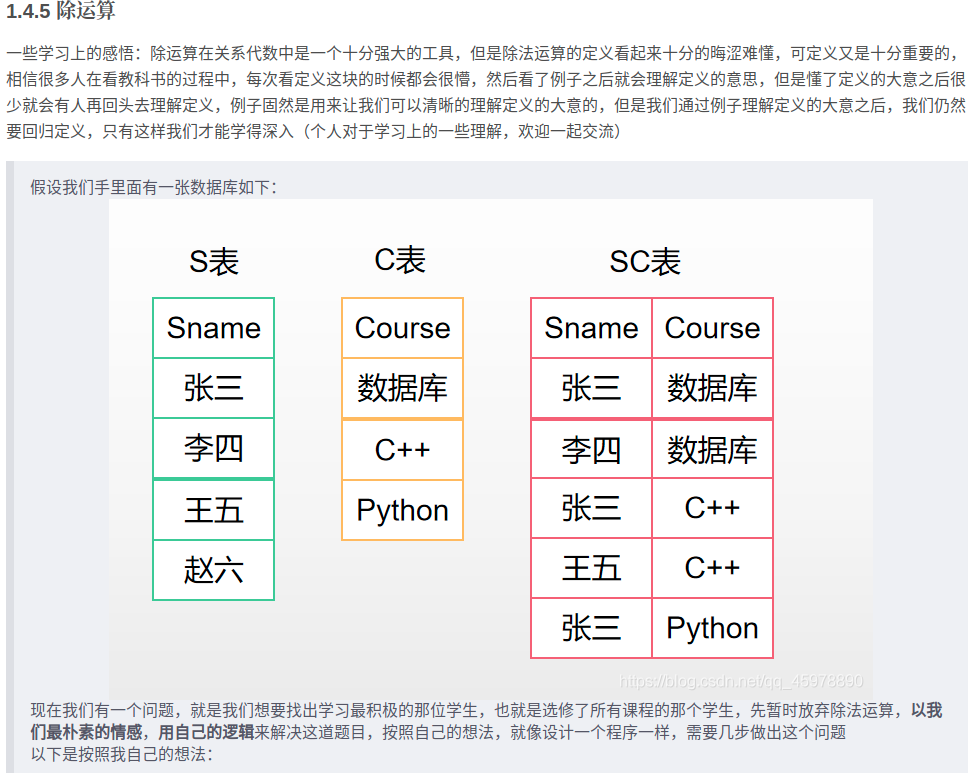 1.4.5 除运算
一些学习上的感悟：除运算在关系代数中是一个十分强大的工具，但是除法运算的定义看起来十分的晦涩难懂，可定义又是十分重要的，
相信很多人在看教科书的过程中，每次看定义这块的时候都会很懵，然后看了例子之后就会理解定义的意思，但是懂了定义的大意之后很
少就会有人再回头去理解定义，例子固然是用来让我们可以清晰的理解定义的大意的，但是我们通过例子理解定义的大意之后，我们仍然
要回归定义，只有这样我们才能学得深入（个人对于学习上的一些理解，欢迎一起交流）
假设我们手里面有一张数据库如下：
S表 C表 SC表
Sname Course Sname Course
张三 数据库 张三 数据库
李四 C++ 李四 数据库
王五 Python 张三 C++
赵六 王五 C++
张三 Python
https://blog.csdn.net/qq_45978890
现在我们有一个问题，就是我们想要找出学习最积极的那位学生，也就是选修了所有课程的那个学生，先暂时放弃除法运算，以我
们最朴素的情感，用自己的逻辑来解决这道题目，按照自己的想法，就像设计一个程序一样，需要几步做出这个问题
以下是按照我自己的想法：